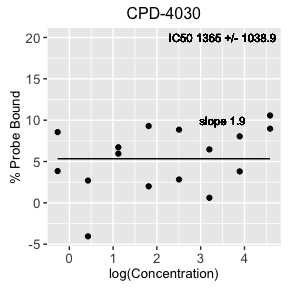 CPD-4030
IC50 1365 +/- 1038.9
slope 1.9
20
15
10
5
0
-5
% Probe Bound
0 1 2 3 4
log(Concentration)